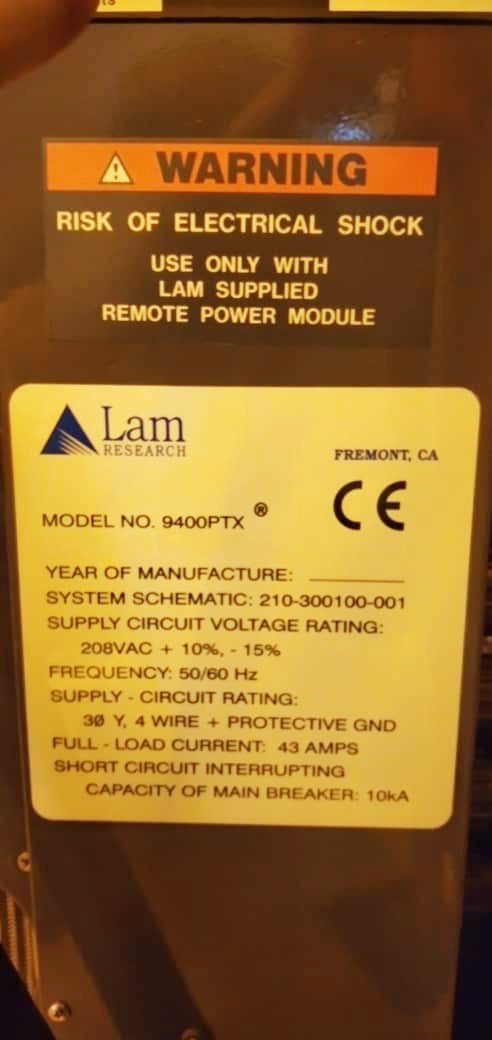 WARNING
RISK OF ELECTRICAL SHOCK
USE ONLY WITH
LAM SUPPLIED
REMOTE POWER MODULE
Lam
RESEARCH
FREMONT, CA
MODEL NO. 9400PTX ®
CE
YEAR OF MANUFACTURE:
SYSTEM SCHEMATIC: 210-300100-001
SUPPLY CIRCUIT VOLTAGE RATING:
208VAC + 10%, - 15%
FREQUENCY: 50/60 Hz
SUPPLY - CIRCUIT RATING:
3Ø Y, 4 WIRE + PROTECTIVE GND
FULL - LOAD CURRENT: 43 AMPS
SHORT CIRCUIT INTERRUPTING
CAPACITY OF MAIN BREAKER: 10kA